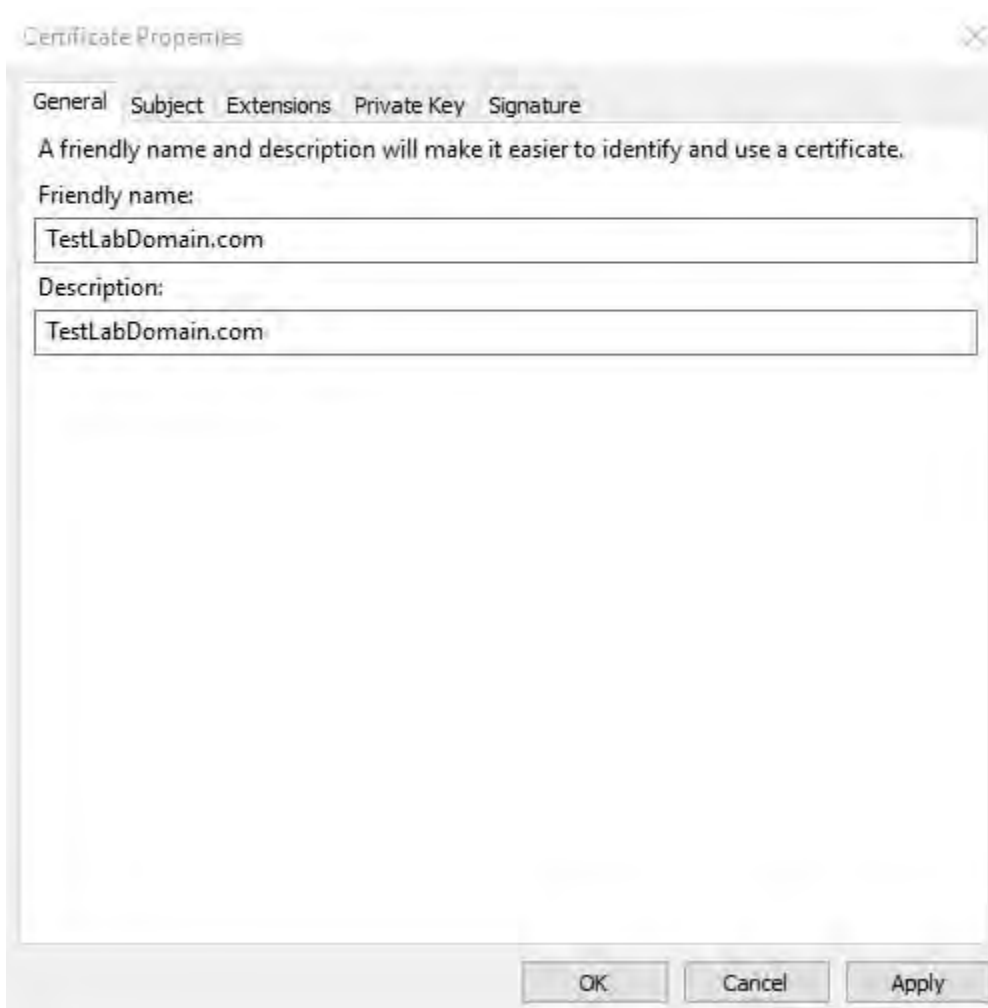 Certificate Properties
General Subject Extensions Private Key Signature
A friendly name and description will make it easier to identify and use a certificate.
Friendly name:
TestLabDomain.com
Description:
TestLabDomain.com
OK Cancel Apply